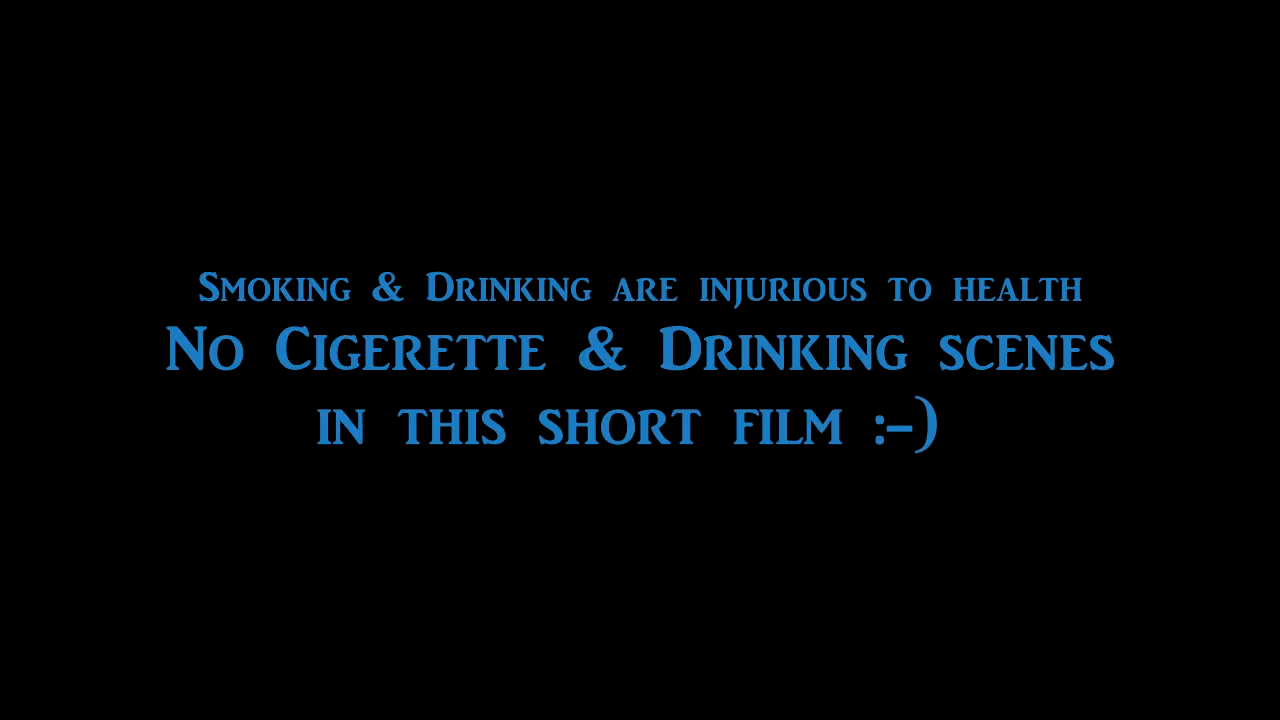 Smoking & Drinking are injurious to health
No Cigerette & Drinking scenes
in this short film :-)